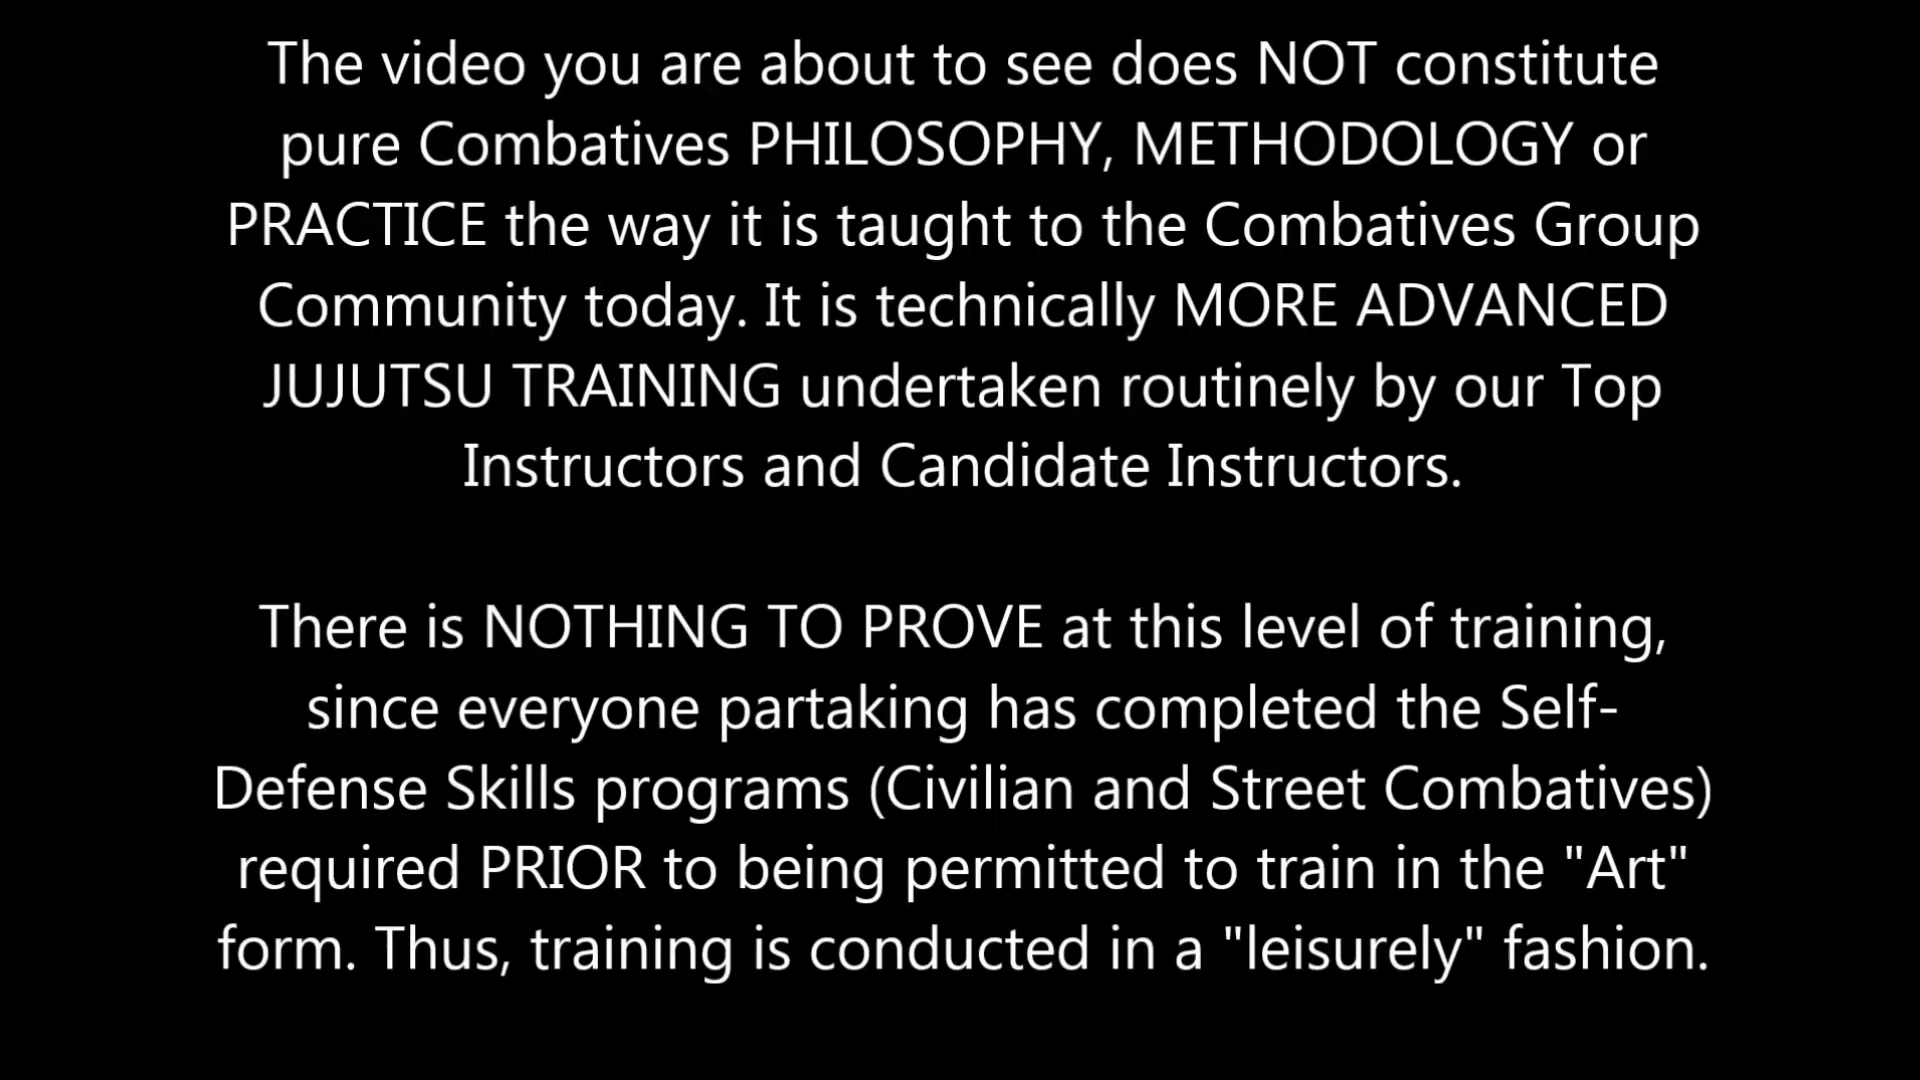 The video you are about to see does NOT constitute
pure Combatives PHILOSOPHY, METHODOLOGY or
PRACTICE the way it is taught to the Combatives Group
Community today. It is technically MORE ADVANCED
JUJUTSU TRAINING undertaken routinely by our Top
Instructors and Candidate Instructors.
There is NOTHING TO PROVE at this level of training,
since everyone partaking has completed the Self-
Defense Skills programs (Civilian and Street Combatives)
required PRIOR to being permitted to train in the "Art"
form. Thus, training is conducted in a "leisurely" fashion.